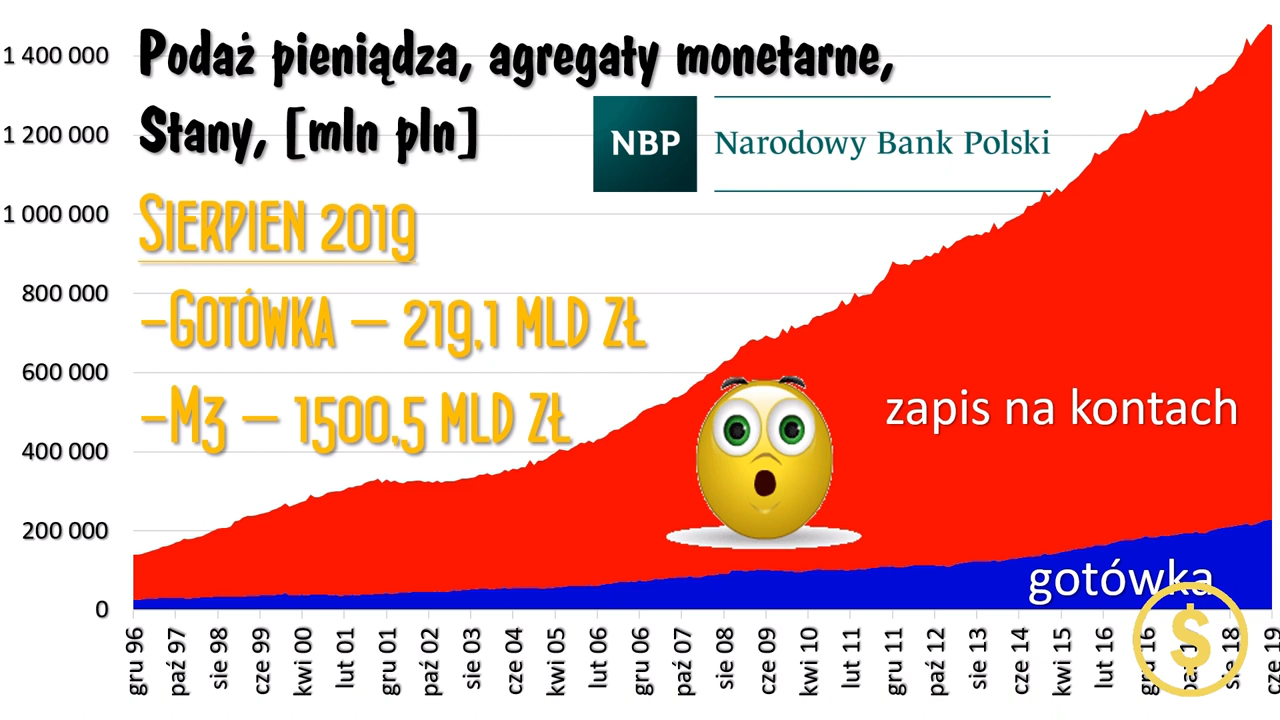 Podaż pieniądza, agregaty monetarne,
Stany, [mln pln]
NBP Narodowy Bank Polski
Sierpień 2019
-Gotówka – 219,1 mld zł
-M3 – 1500,5 mld zł
zapis na kontach
gotówka
1 400 000
1 200 000
1 000 000
800 000
600 000
400 000
200 000
0
gru 96
paź 97
sie 98
cze 99
kwi 00
lut 01
gru 01
paź 02
sie 03
cze 04
kwi 05
lut 06
gru 06
paź 07
sie 08
cze 09
kwi 10
lut 11
gru 11
paź 12
sie 13
cze 14
kwi 15
lut 16
gru 16
18
cze 19
$